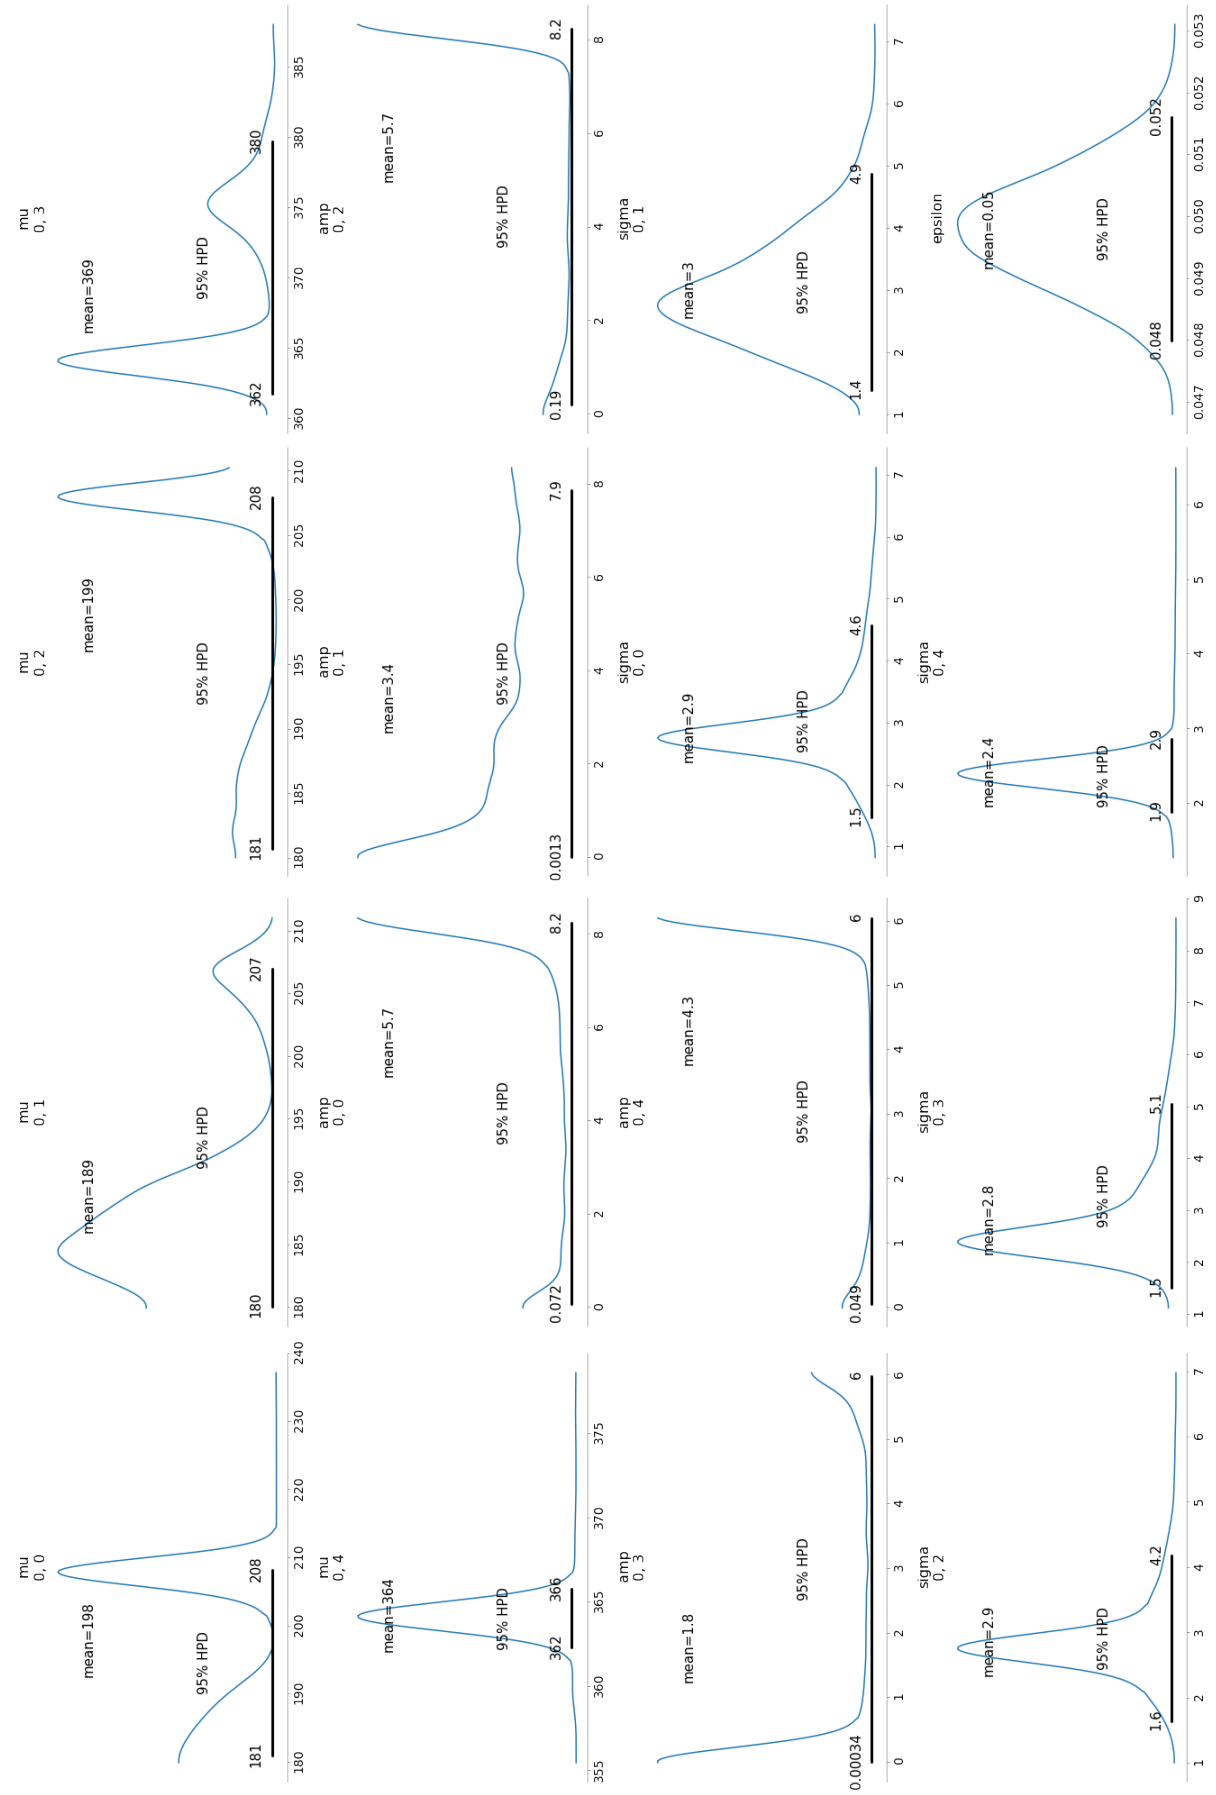 mu
0, 0
mean=198
95% HPD
181 208
180 190 200 210 220 230 240
mu
0, 1
mean=189
95% HPD
180 207
180 185 190 195 200 205 210
mu
0, 2
mean=199
95% HPD
181 208
180 185 190 195 200 205 210
mu
0, 3
mean=369
95% HPD
362 380
360 365 370 375 380 385
mu
0, 4
mean=364
95% HPD
362 366
355 360 365 370 375
amp
0, 0
mean=5.7
95% HPD
0.072 8.2
0 2 4 6 8
amp
0, 1
mean=3.4
95% HPD
0.0013 7.9
0 2 4 6 8
amp
0, 2
mean=5.7
95% HPD
0.19 8.2
0 2 4 6 8
amp
0, 3
mean=1.8
95% HPD
0.00034 6
0 1 2 3 4 5 6
amp
0, 4
mean=4.3
95% HPD
0.049 6
0 1 2 3 4 5 6
sigma
0, 0
mean=2.9
95% HPD
1.5 4.6
1 2 3 4 5 6 7
sigma
0, 1
mean=3
95% HPD
1.4 4.9
1 2 3 4 5 6 7
sigma
0, 2
mean=2.9
95% HPD
1.6 4.2
1 2 3 4 5 6 7
sigma
0, 3
mean=2.8
95% HPD
1.5 5.1
1 2 3 4 5 6 7 8 9
sigma
0, 4
mean=2.4
95% HPD
1.9 2.9
2 3 4 5 6
epsilon
mean=0.05
95% HPD
0.048 0.052
0.047 0.048 0.049 0.050 0.051 0.052 0.053